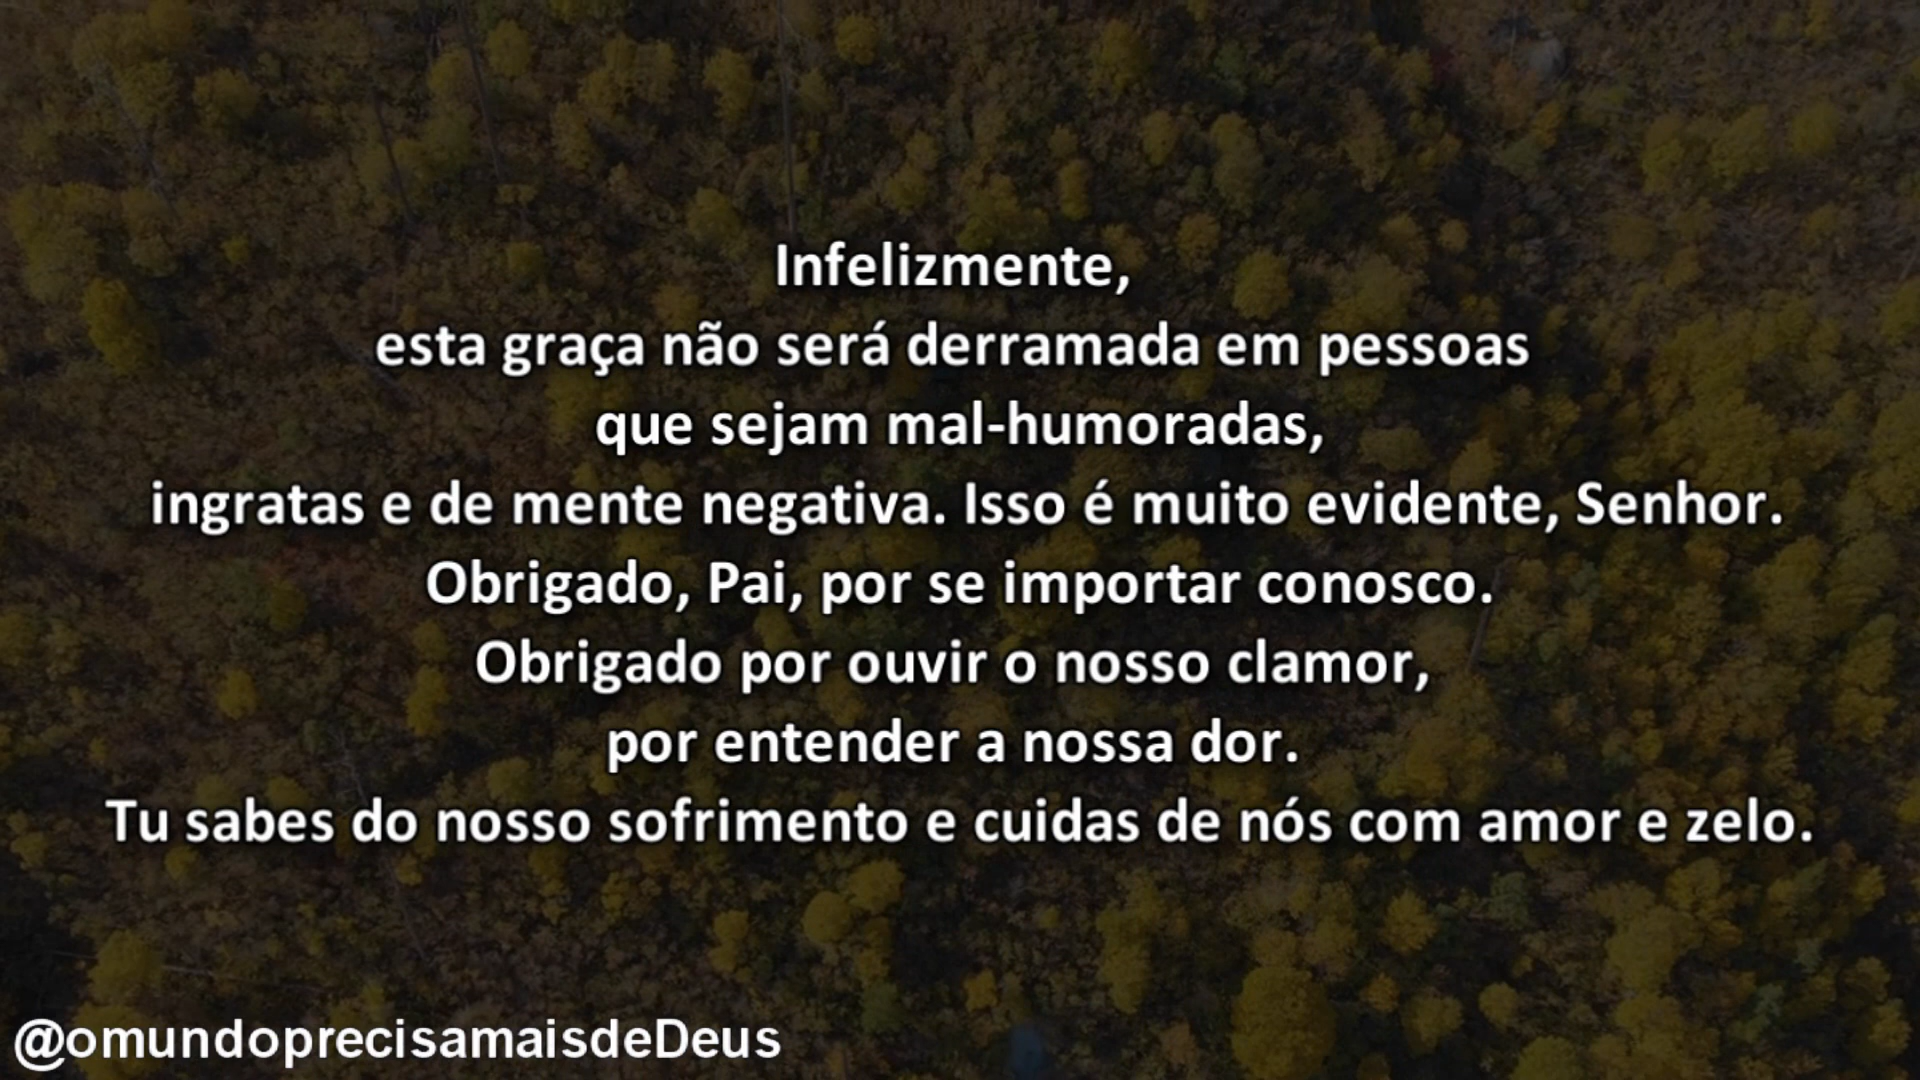 Infelizmente,
esta graça não será derramada em pessoas
que sejam mal-humoradas,
ingratas e de mente negativa. Isso é muito evidente, Senhor.
Obrigado, Pai, por se importar conosco.
Obrigado por ouvir o nosso clamor,
por entender a nossa dor.
Tu sabes do nosso sofrimento e cuidas de nós com amor e zelo.
@omundoprecisamaisdeDeus